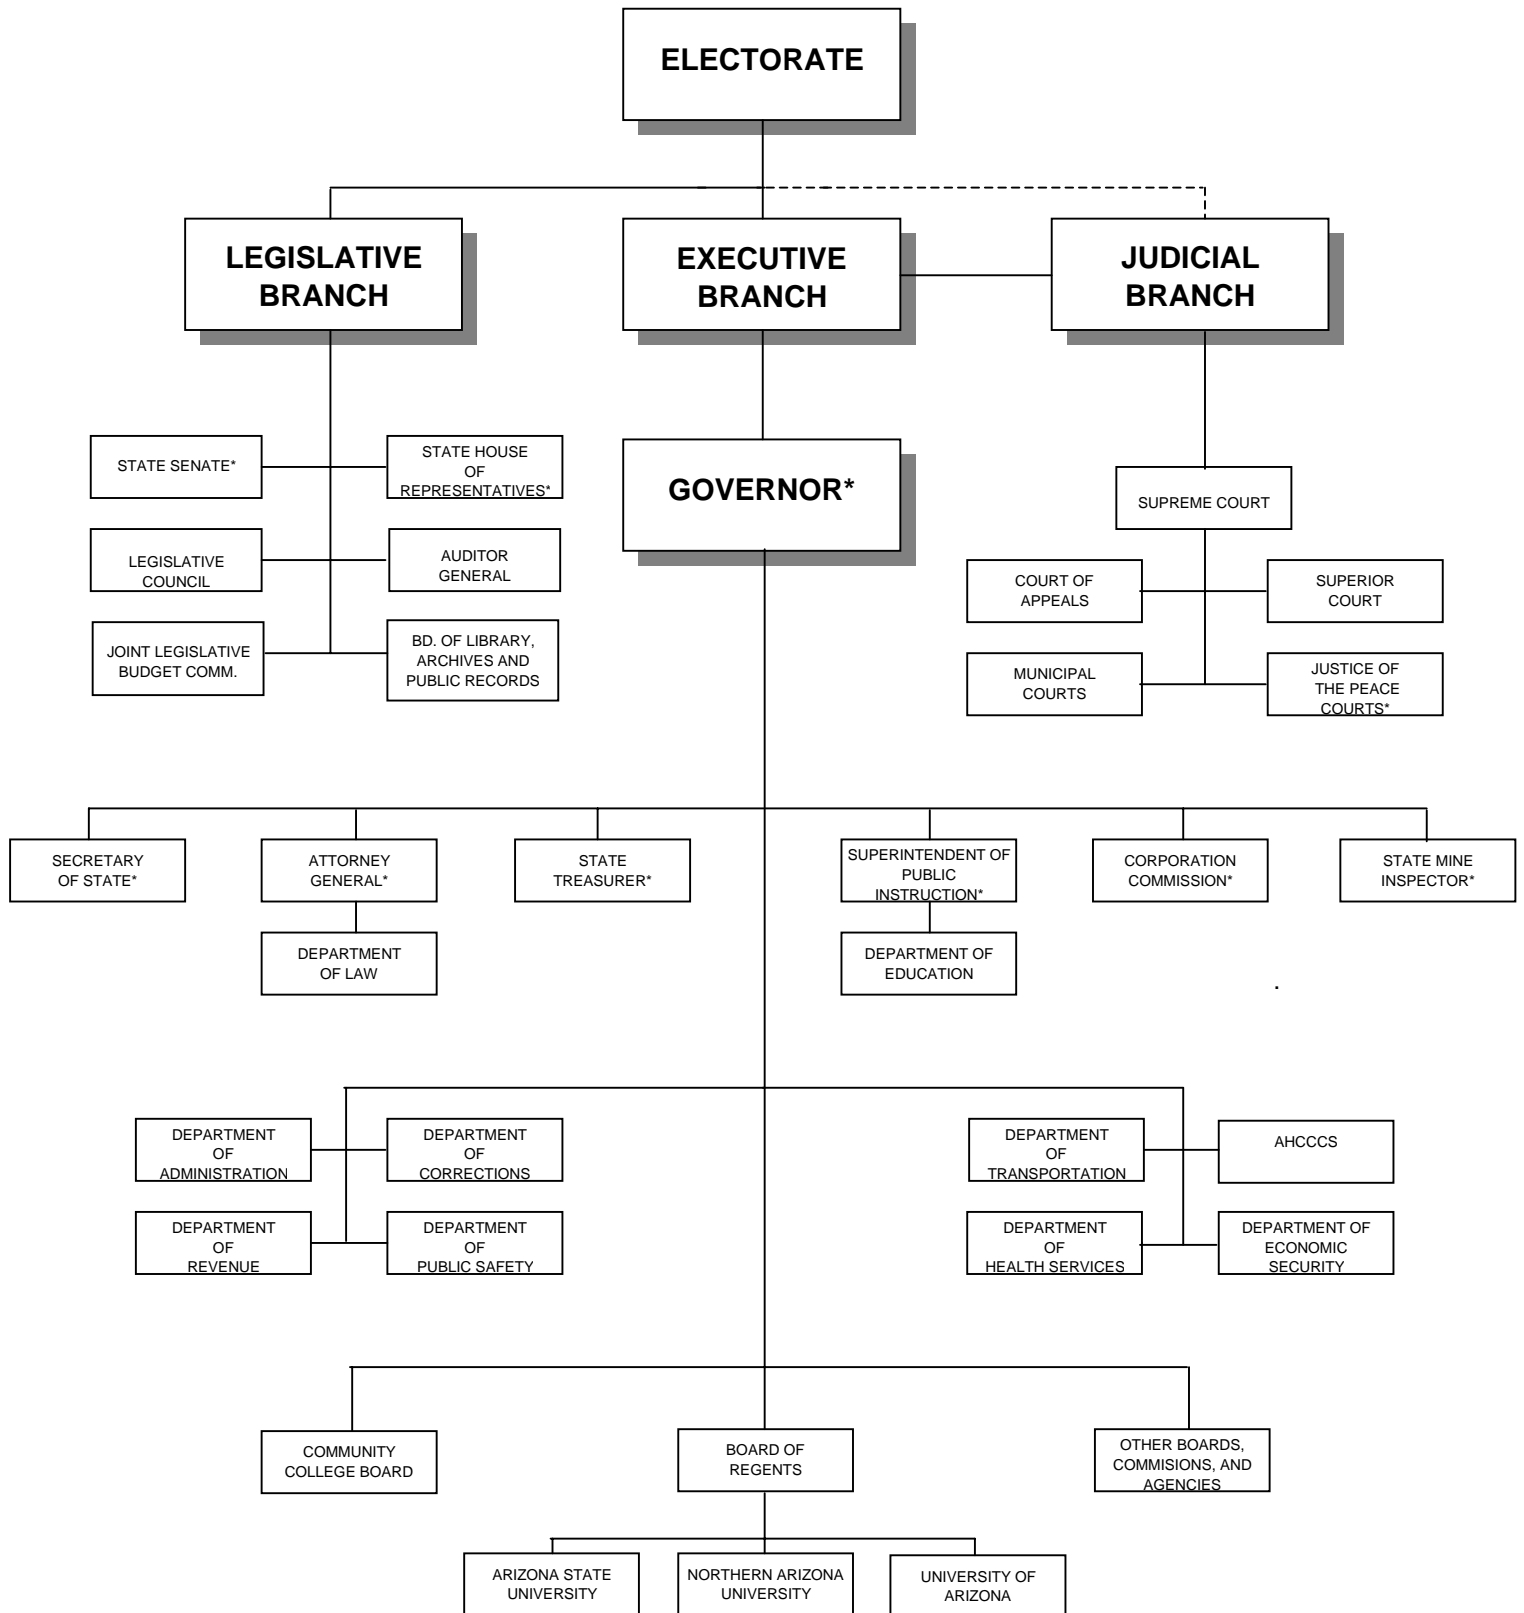 ELECTORATE
LEGISLATIVE
BRANCH
EXECUTIVE
BRANCH
JUDICIAL
BRANCH
STATE SENATE*
STATE HOUSE
OF
REPRESENTATIVES*
LEGISLATIVE
COUNCIL
AUDITOR
GENERAL
JOINT LEGISLATIVE
BUDGET COMM.
BD. OF LIBRARY,
ARCHIVES AND
PUBLIC RECORDS
GOVERNOR*
SUPREME COURT
COURT OF
APPEALS
SUPERIOR
COURT
MUNICIPAL
COURTS
JUSTICE OF
THE PEACE
COURTS*
SECRETARY
OF STATE*
ATTORNEY
GENERAL*
STATE
TREASURER*
SUPERINTENDENT OF
PUBLIC
INSTRUCTION*
CORPORATION
COMMISSION*
STATE MINE
INSPECTOR*
DEPARTMENT
OF LAW
DEPARTMENT OF
EDUCATION
.
DEPARTMENT
OF
ADMINISTRATION
DEPARTMENT
OF
CORRECTIONS
DEPARTMENT
OF
TRANSPORTATION
AHCCCS
DEPARTMENT
OF
REVENUE
DEPARTMENT
OF
PUBLIC SAFETY
DEPARTMENT
OF
HEALTH SERVICES
DEPARTMENT OF
ECONOMIC
SECURITY
COMMUNITY
COLLEGE BOARD
BOARD OF
REGENTS
OTHER BOARDS,
COMMISIONS, AND
AGENCIES
ARIZONA STATE
UNIVERSITY
NORTHERN ARIZONA
UNIVERSITY
UNIVERSITY OF
ARIZONA